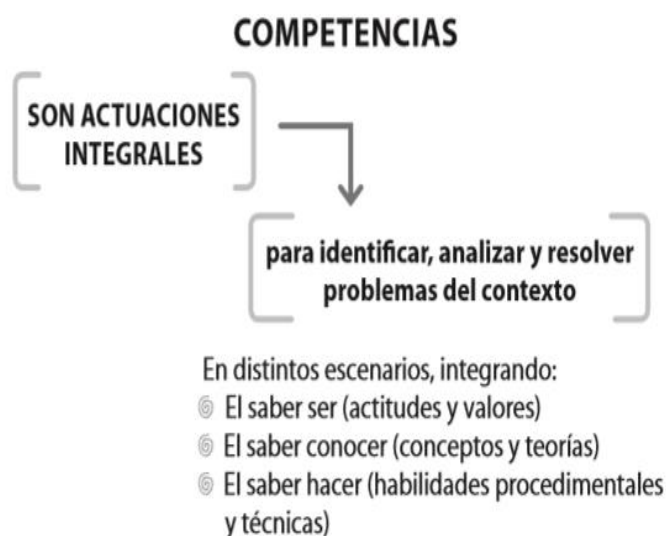 COMPETENCIAS
SON ACTUACIONES
INTEGRALES
para identificar, analizar y resolver
problemas del contexto
En distintos escenarios, integrando:
El saber ser (actitudes y valores)
El saber conocer (conceptos y teorías)
El saber hacer (habilidades procedimentales
y técnicas)